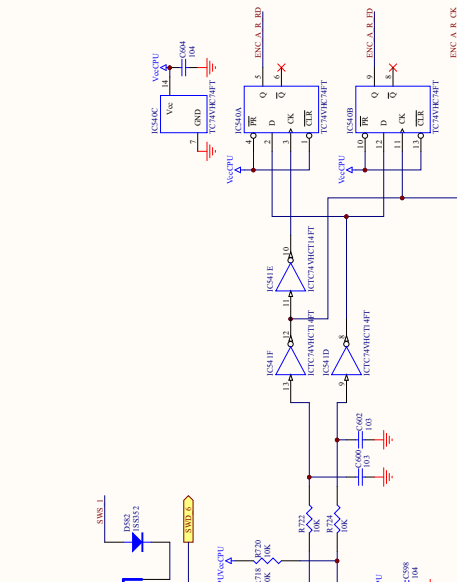 ENC_A_R_RD
ENC_A_R_FD
ENC_A_R_CK
VccCPU
C604
104
14
Vcc
GND
7
IC540C
TC74VHC74FT
5
6
Q
Q
PR
D
CK
CLR
4
2
3
1
IC540A
TC74VHC74FT
VccCPU
9
8
Q
Q
PR
D
CK
CLR
10
12
11
13
IC540B
TC74VHC74FT
VccCPU
10
11
IC541E
ICTC74VHCT14FT
12
13
IC541F
ICTC74VHCT14FT
8
9
IC541D
ICTC74VHCT14FT
C602
103
C600
103
SWS_1
D582
1SS352
SWD_6
R722
10K
R724
10K
R720
10K
VccCPU
C598
104